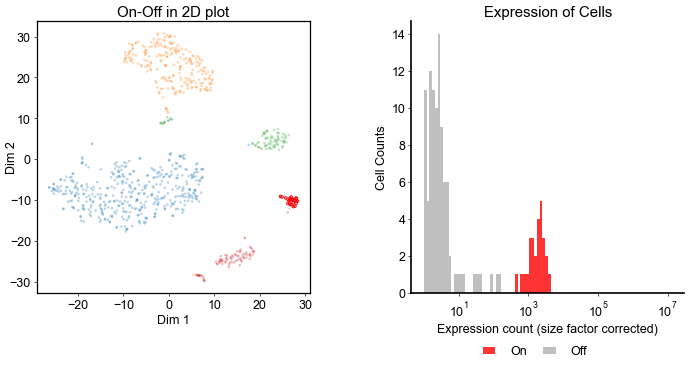 On-Off in 2D plot
30
20
10
0
−10
−20
−30
Dim 2
−20 −10 0 10 20 30
Dim 1
Expression of Cells
14
12
10
8
6
4
2
0
Cell Counts
10^1 10^3 10^5 10^7
Expression count (size factor corrected)
On Off